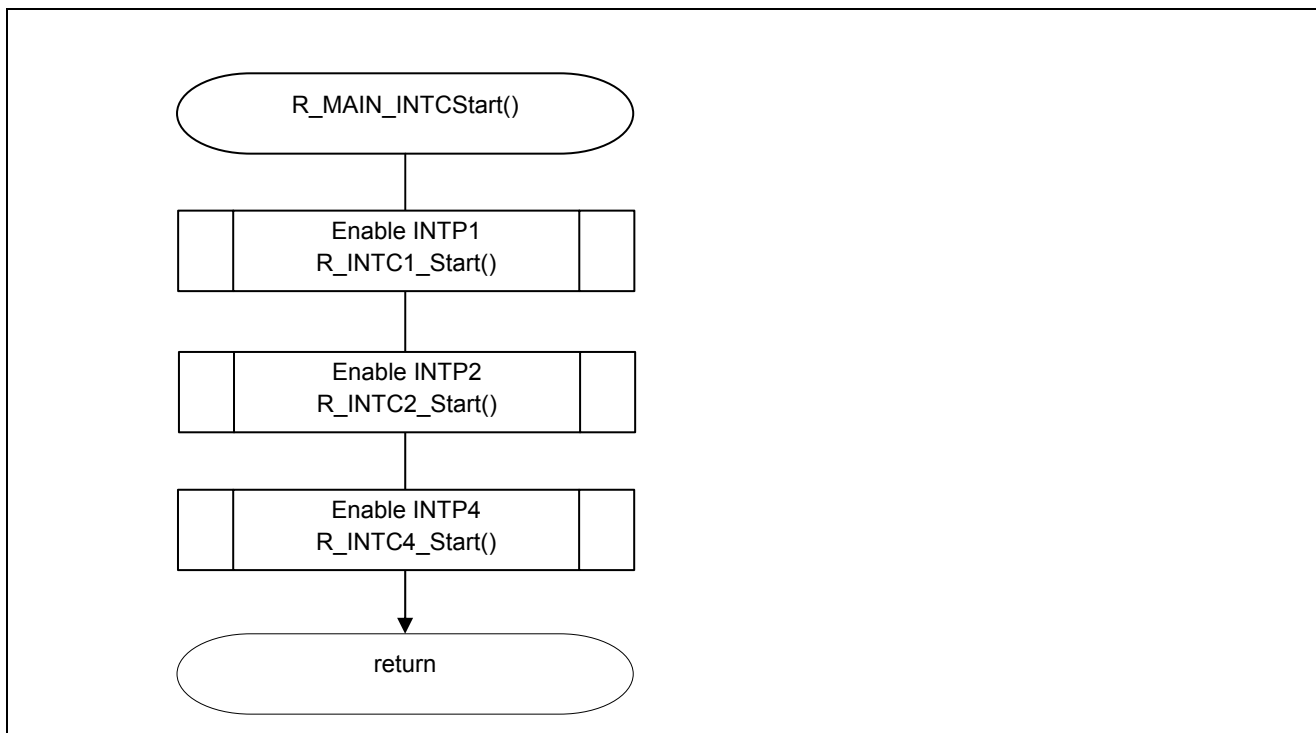 R_MAIN_INTCStart()
Enable INTP1
R_INTC1_Start()
Enable INTP2
R_INTC2_Start()
Enable INTP4
R_INTC4_Start()
return